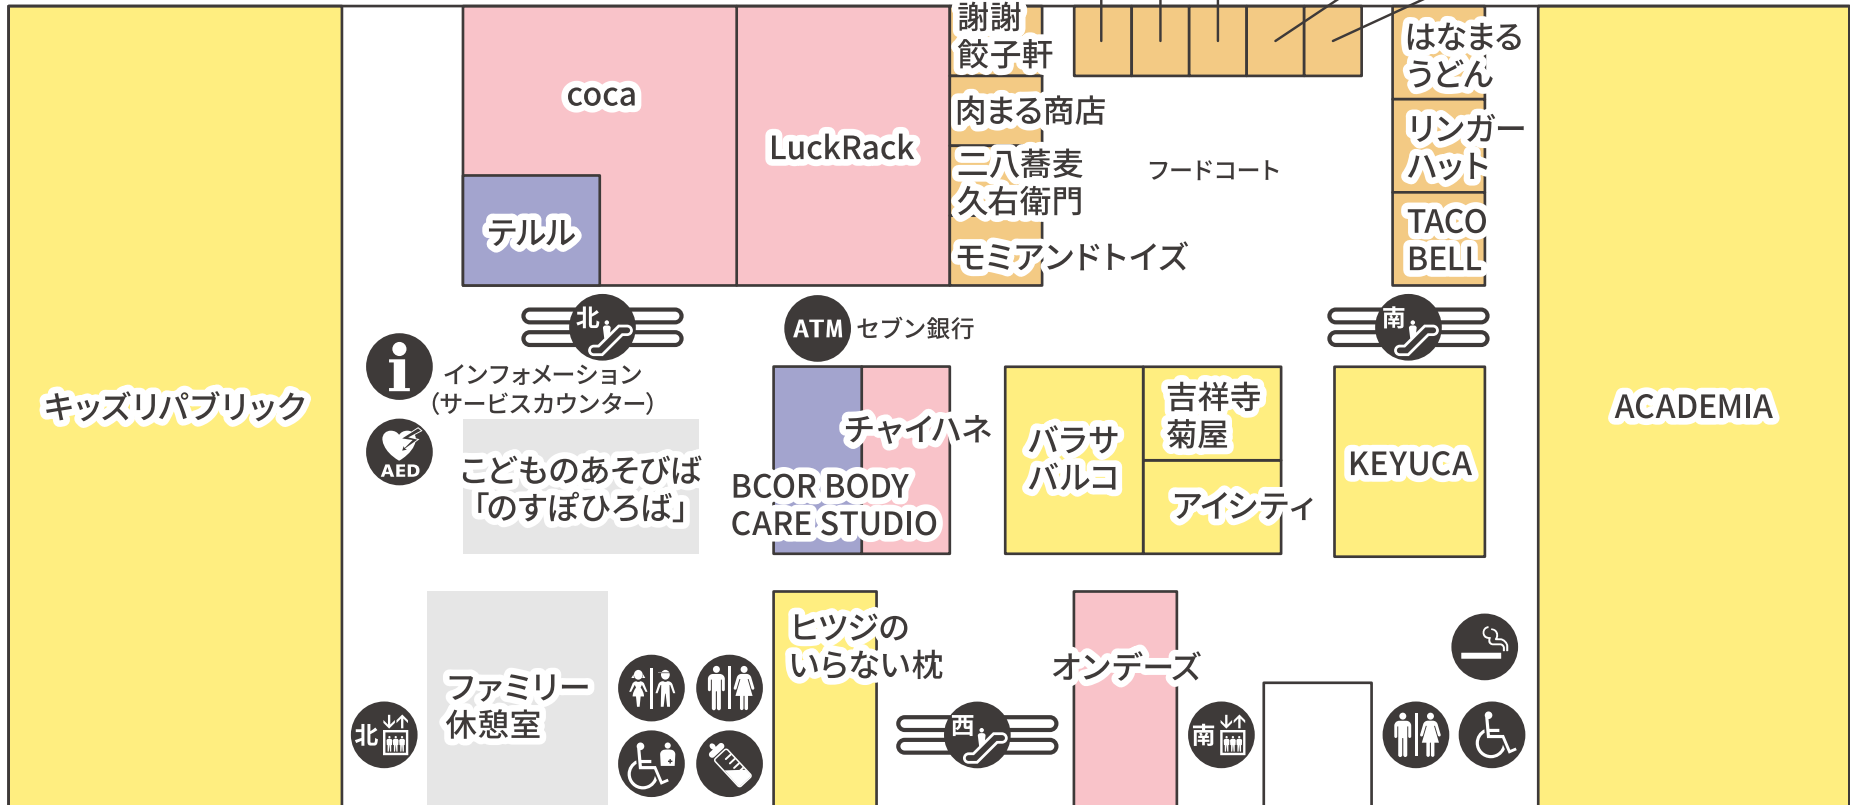 謝謝
餃子軒
はなまる
うどん
coca
肉まる商店
LuckRack
リンガー
ハット
二八蕎麦
久右衛門
フードコート
テルル
TACO
BELL
モミアンドトイズ
北
ATM
セブン銀行
南
インフォメーション
（サービスカウンター）
キッズリパブリック
チャイハネ
吉祥寺
菊屋
ACADEMIA
AED
バラサ
バルコ
KEYUCA
こどものあそびば
「のすぽひろば」
BCOR BODY
CARE STUDIO
アイシティ
ヒツジの
いらない枕
オンデーズ
ファミリー
休憩室
北
西
南